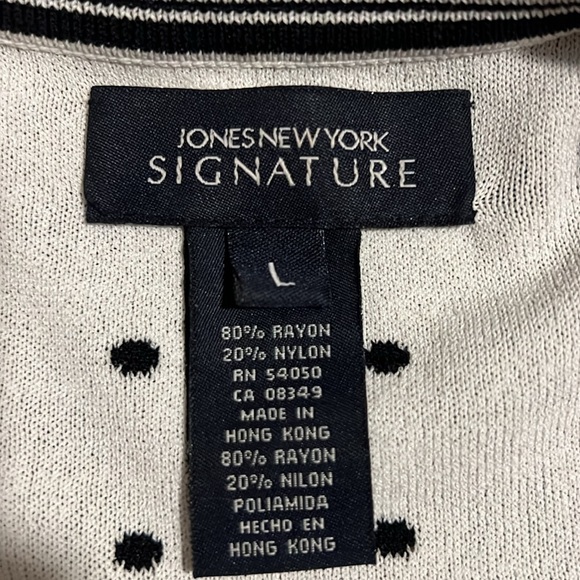 JONES NEW YORK
SIGNATURE
L
80% RAYON
20% NYLON
RN 54050
CA 08349
MADE IN
HONG KONG
80% RAYON
20% NILON
POLIAMIDA
HECHO EN
HONG KONG